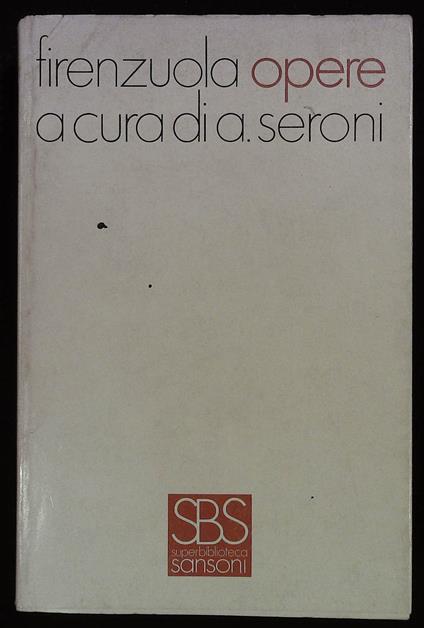 firenzuola opere
a cura di a. seroni
SBS
superbiblioteca
sansoni